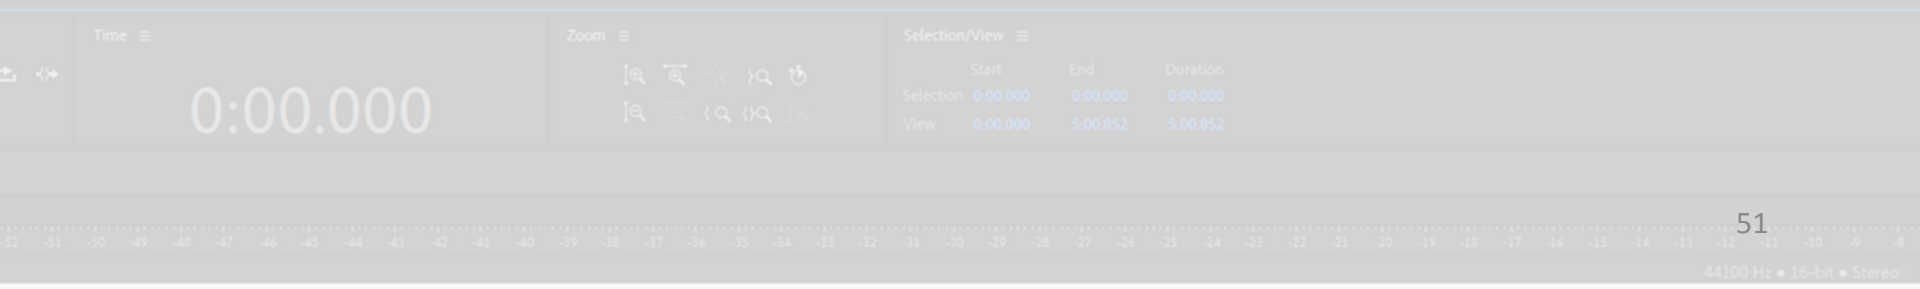 Time
0:00.000
Zoom
Selection/View
Start End Duration
Selection 0:00.000 0:00.000 0:00.000
View 0:00.000 5:00.852 5:00.852
51
-52 -51 -50 -49 -48 -47 -46 -45 -44 -43 -42 -41 -40 -39 -38 -37 -36 -35 -34 -33 -32 -31 -30 -29 -28 -27 -26 -25 -24 -23 -22 -21 -20 -19 -18 -17 -16 -15 -14 -13 -12 -11 -10 -9 -8
44100 Hz ● 16-bit ● Stereo